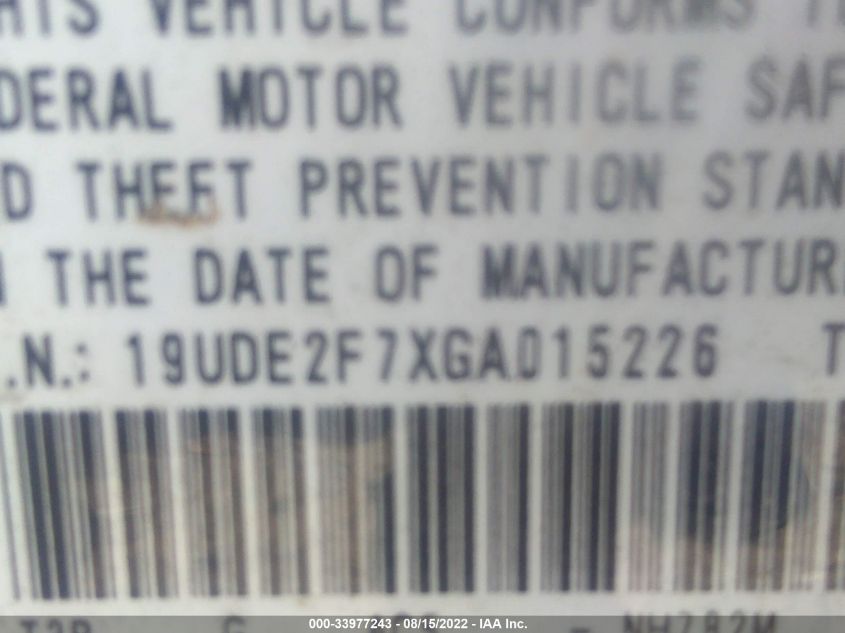 HIS VEHICLE CONFORMS T
DERAL MOTOR VEHICLE SAF
D THEFT PREVENTION STAN
THE DATE OF MANUFACTUR
.N.: 19UDE2F7XGA015226 T
NH782M
000-33977243 - 08/15/2022 - IAA Inc.